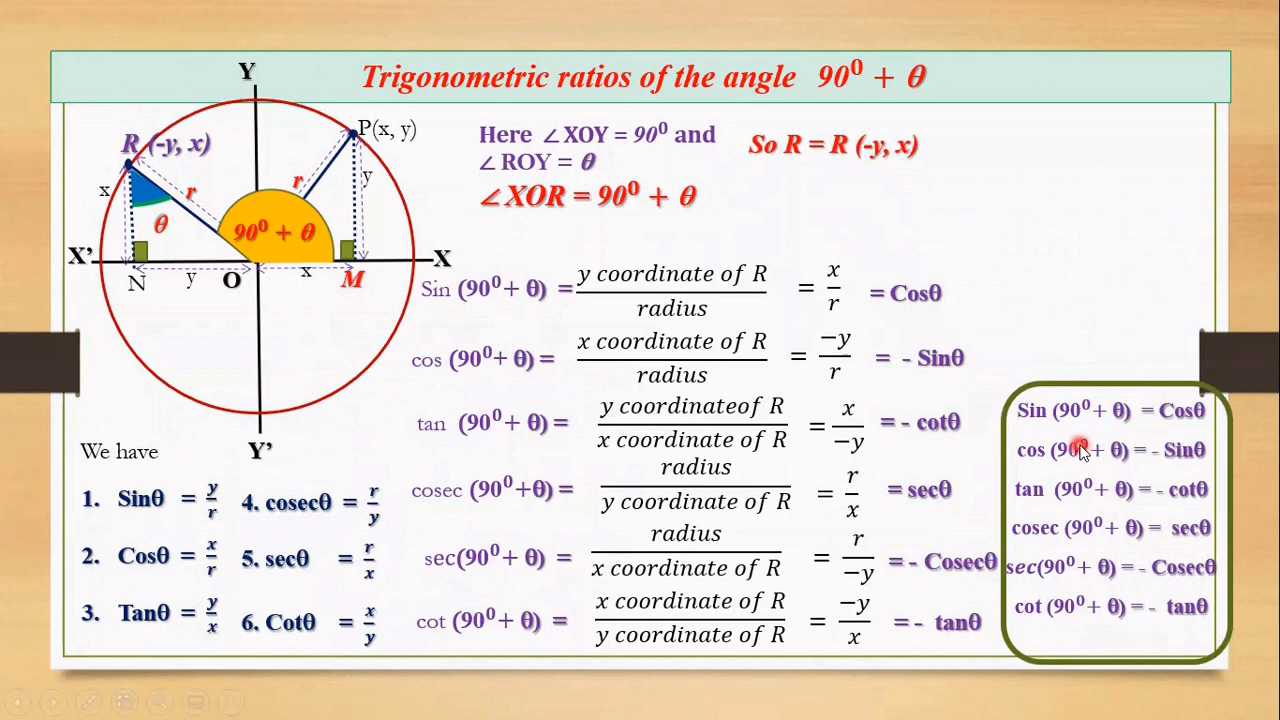 Trigonometric ratios of the angle 90⁰ + θ
Y
R (-y, x)
P(x, y)
x
r
r
y
θ
90⁰ + θ
X'
X
N
y
O
x
M
Y'
Here ∠XOY = 90⁰ and
∠ROY = θ
∠XOR = 90⁰ + θ
So R = R (-y, x)
Sin (90⁰+ θ) = y coordinate of R / radius = x/r = Cosθ
cos (90⁰+ θ) = x coordinate of R / radius = −y/r = - Sinθ
tan (90⁰+ θ) = y coordinateof R / x coordinate of R = x/−y = - cotθ
cosec (90⁰+θ) = radius / y coordinate of R = r/x = secθ
sec(90⁰+ θ) = radius / x coordinate of R = r/−y = - Cosecθ
cot (90⁰+ θ) = x coordinate of R / y coordinate of R = −y/x = - tanθ
We have
1. Sinθ = y/r
2. Cosθ = x/r
3. Tanθ = y/x
4. cosecθ = r/y
5. secθ = r/x
6. Cotθ = x/y
Sin (90⁰+ θ) = Cosθ
cos (90⁰+ θ) = - Sinθ
tan (90⁰+ θ) = - cotθ
cosec (90⁰+ θ) = secθ
sec(90⁰+ θ) = - Cosecθ
cot (90⁰+ θ) = - tanθ